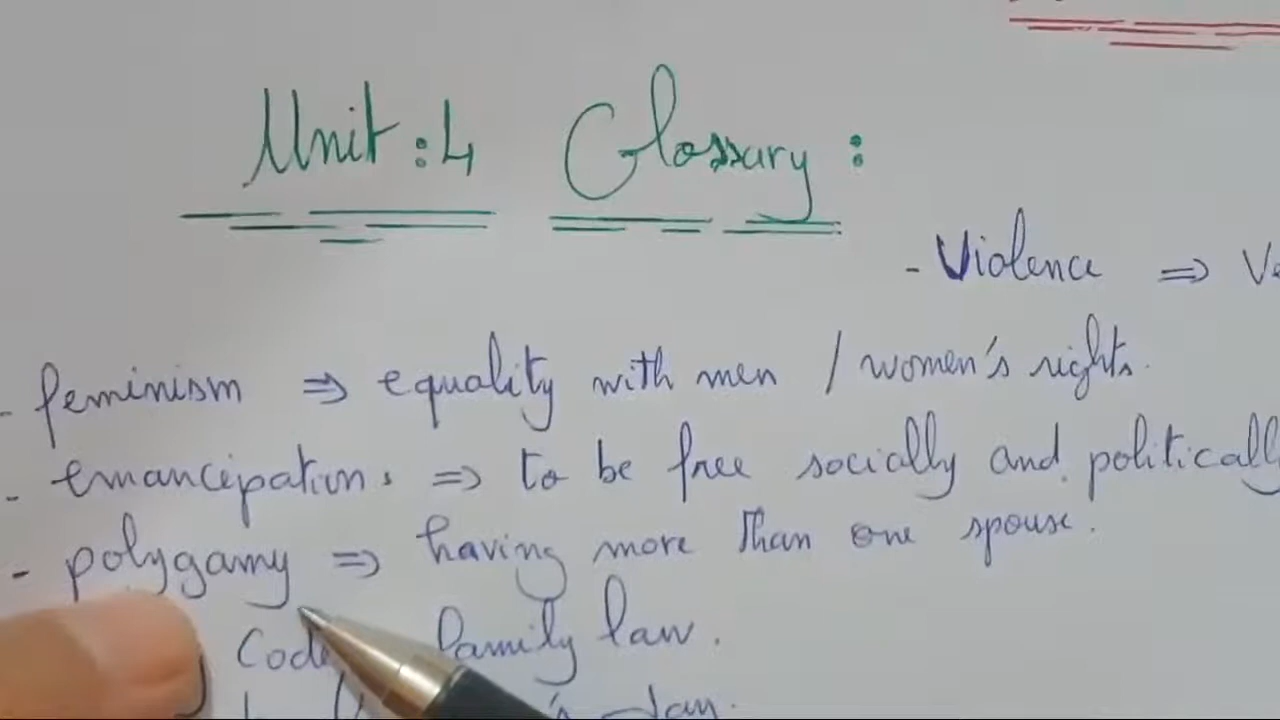 Unit:4 Glossary:
- Violence ⇒
- feminism ⇒ equality with men / women's rights.
- emancipation ⇒ to be free socially and politically
- polygamy ⇒ having more than one spouse.
Code family law.
's day.